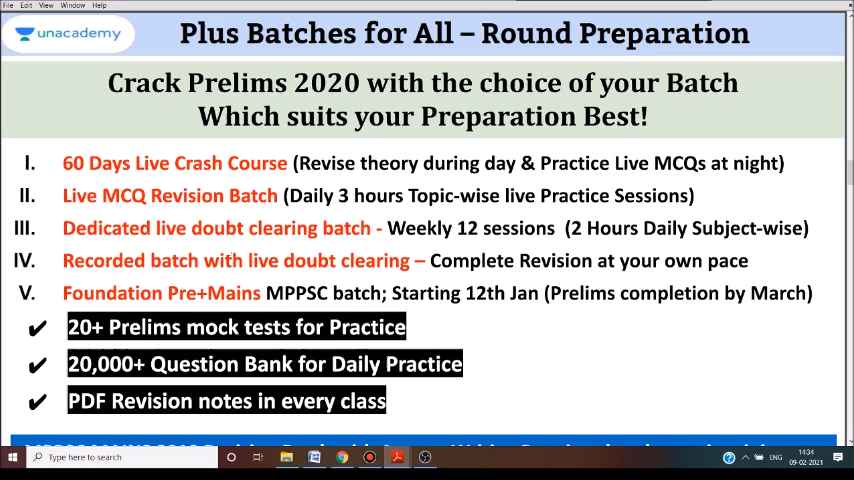 File Edit View Window Help
unacademy
Plus Batches for All – Round Preparation
Crack Prelims 2020 with the choice of your Batch
Which suits your Preparation Best!
I. 60 Days Live Crash Course (Revise theory during day & Practice Live MCQs at night)
II. Live MCQ Revision Batch (Daily 3 hours Topic-wise live Practice Sessions)
III. Dedicated live doubt clearing batch - Weekly 12 sessions (2 Hours Daily Subject-wise)
IV. Recorded batch with live doubt clearing – Complete Revision at your own pace
V. Foundation Pre+Mains MPPSC batch; Starting 12th Jan (Prelims completion by March)
✔ 20+ Prelims mock tests for Practice
✔ 20,000+ Question Bank for Daily Practice
✔ PDF Revision notes in every class
Type here to search
ENG
14:34
09-02-2021